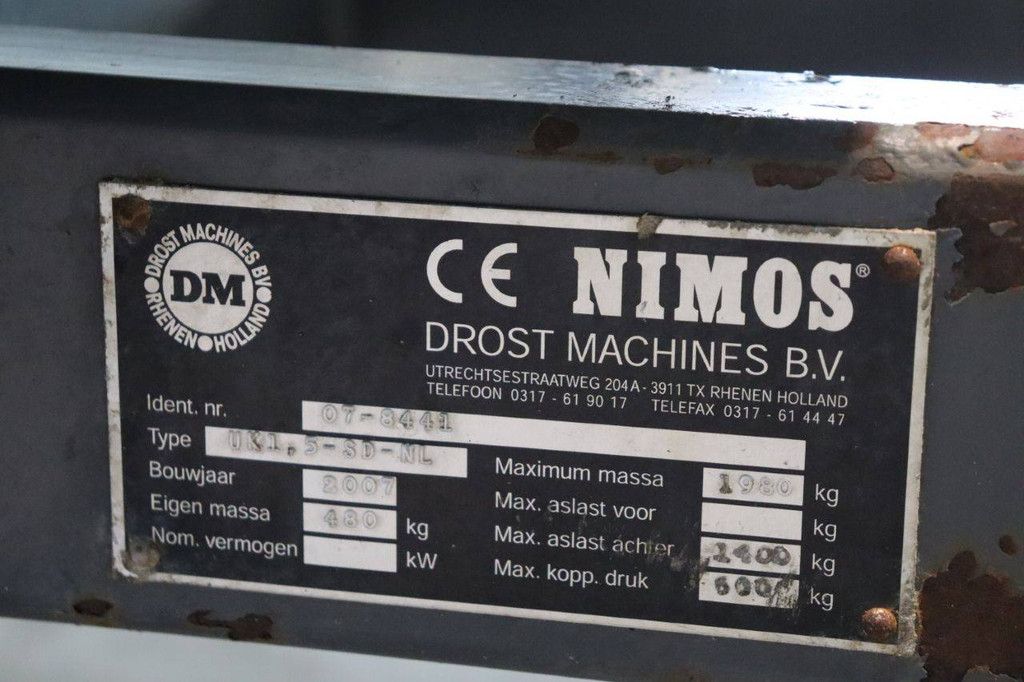 DROST MACHINES BV
DM
RHENEN HOLLAND
CE NIMOS®
DROST MACHINES B.V.
UTRECHTSESTRAATWEG 204A - 3911 TX RHENEN HOLLAND
TELEFOON 0317 - 61 90 17 TELEFAX 0317 - 61 44 47
Ident. nr. 07-8441
Type UK1,5-SD-NL
Bouwjaar 2007
Eigen massa 480 kg
Nom. vermogen kW
Maximum massa 1980 kg
Max. aslast voor kg
Max. aslast achter 1400 kg
Max. kopp. druk kg